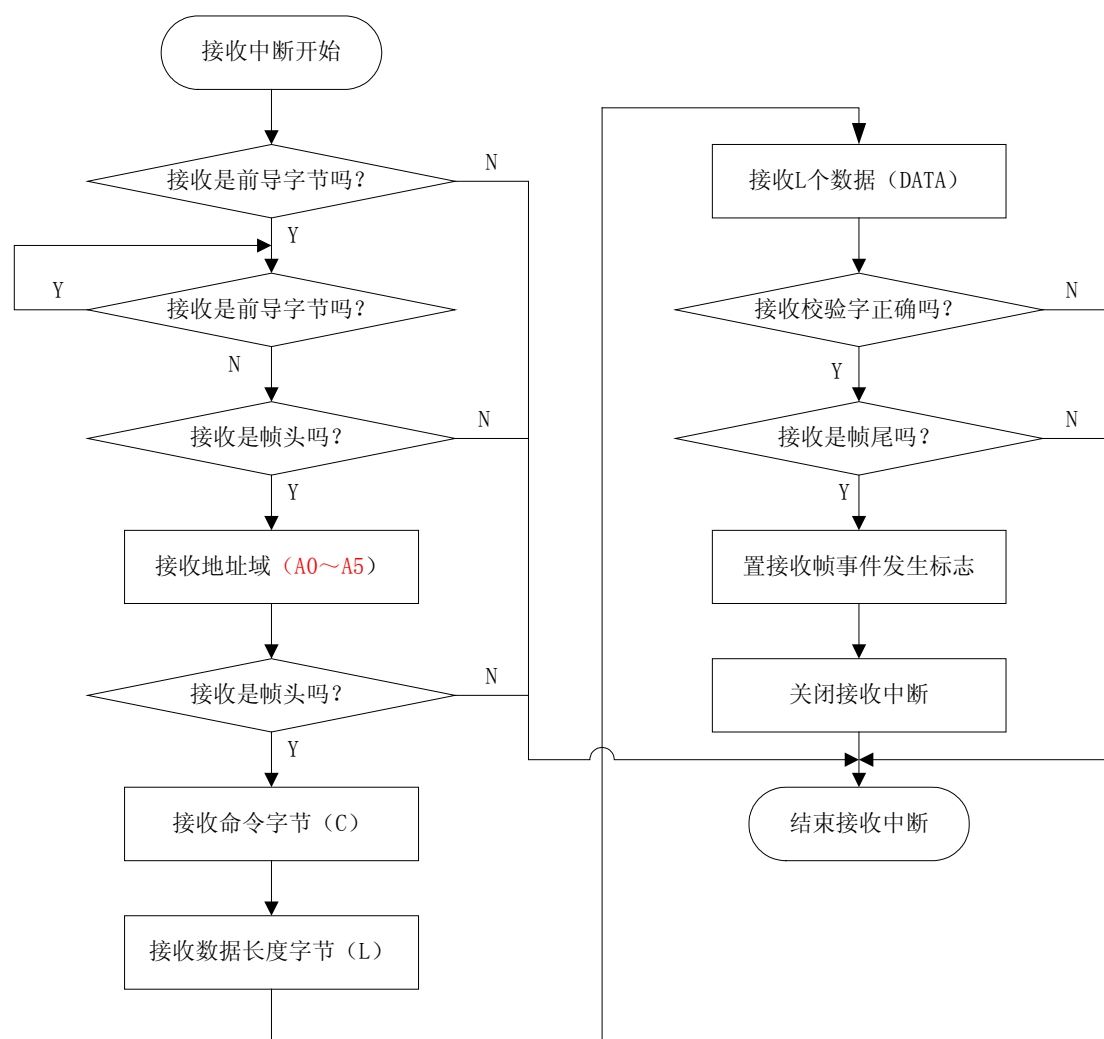 接收中断开始
接收是前导字节吗？
N
Y
接收是前导字节吗？
Y
N
接收是帧头吗？
N
Y
接收地址域（A0～A5）
接收是帧头吗？
N
Y
接收命令字节（C）
接收数据长度字节（L）
接收L个数据（DATA）
接收校验字正确吗？
N
Y
接收是帧尾吗？
N
Y
置接收帧事件发生标志
关闭接收中断
结束接收中断